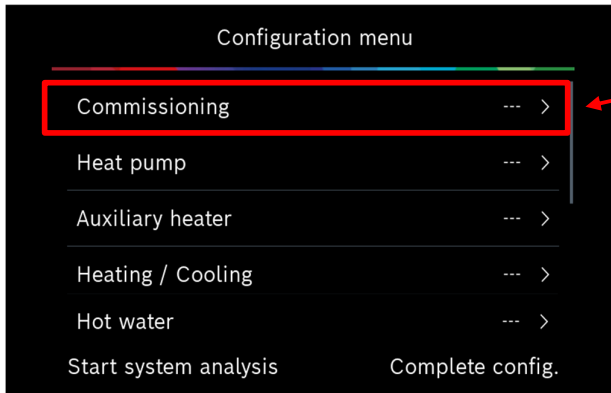 Configuration menu
Commissioning --- >
Heat pump --- >
Auxiliary heater --- >
Heating / Cooling --- >
Hot water --- >
Start system analysis Complete config.